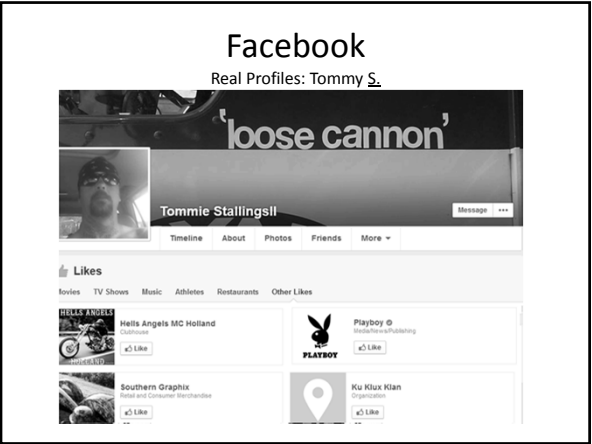 Facebook
Real Profiles: Tommy S.
'loose cannon'
Tommie StallingsII
Message
Timeline About Photos Friends More
Likes
Movies TV Shows Music Athletes Restaurants Other Likes
HELLS ANGELS
HOLLAND
Hells Angels MC Holland
Clubhouse
Like
PLAYBOY
Playboy
Media/News/Publishing
Like
Southern Graphix
Retail and Consumer Merchandise
Like
Ku Klux Klan
Organization
Like